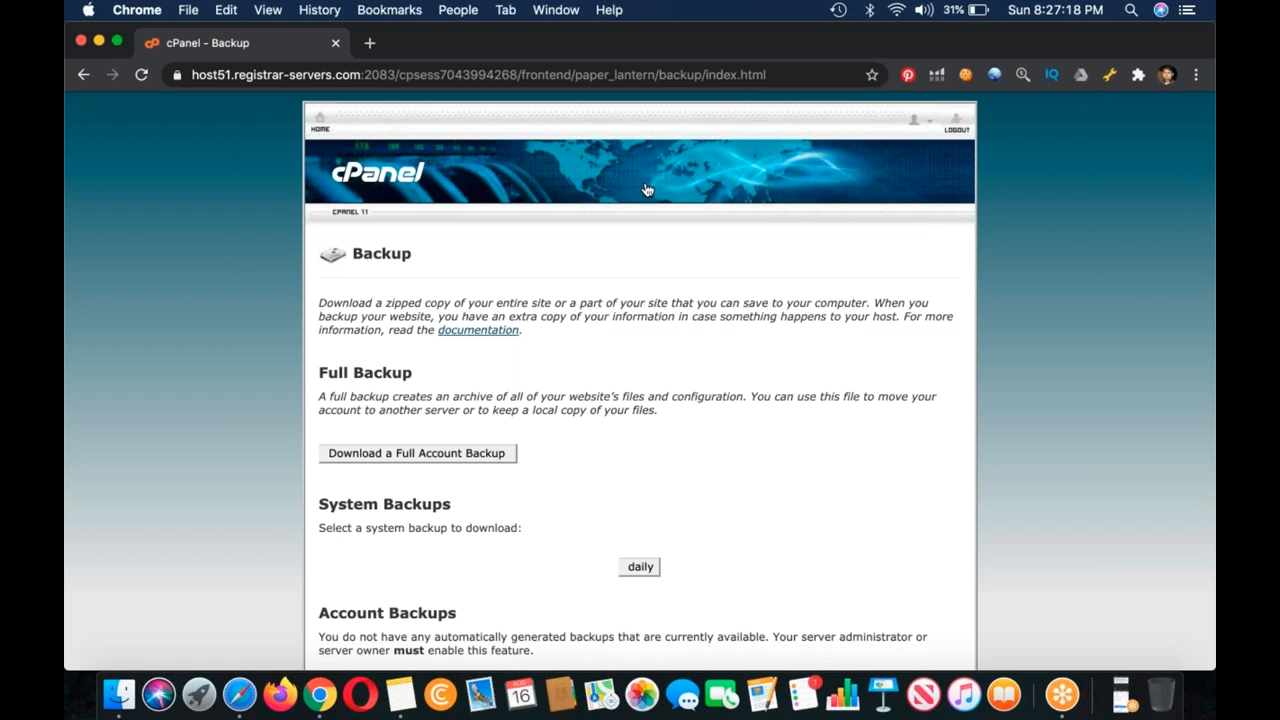 Chrome File Edit View History Bookmarks People Tab Window Help 31% Sun 8:27:18 PM
cPanel - Backup
host51.registrar-servers.com:2083/cpsess7043994268/frontend/paper_lantern/backup/index.html
HOME LOGOUT
cPanel
CPANEL 11
Backup
Download a zipped copy of your entire site or a part of your site that you can save to your computer. When you
backup your website, you have an extra copy of your information in case something happens to your host. For more
information, read the documentation.
Full Backup
A full backup creates an archive of all of your website's files and configuration. You can use this file to move your
account to another server or to keep a local copy of your files.
Download a Full Account Backup
System Backups
Select a system backup to download:
daily
Account Backups
You do not have any automatically generated backups that are currently available. Your server administrator or
server owner must enable this feature.
AUG
16
1